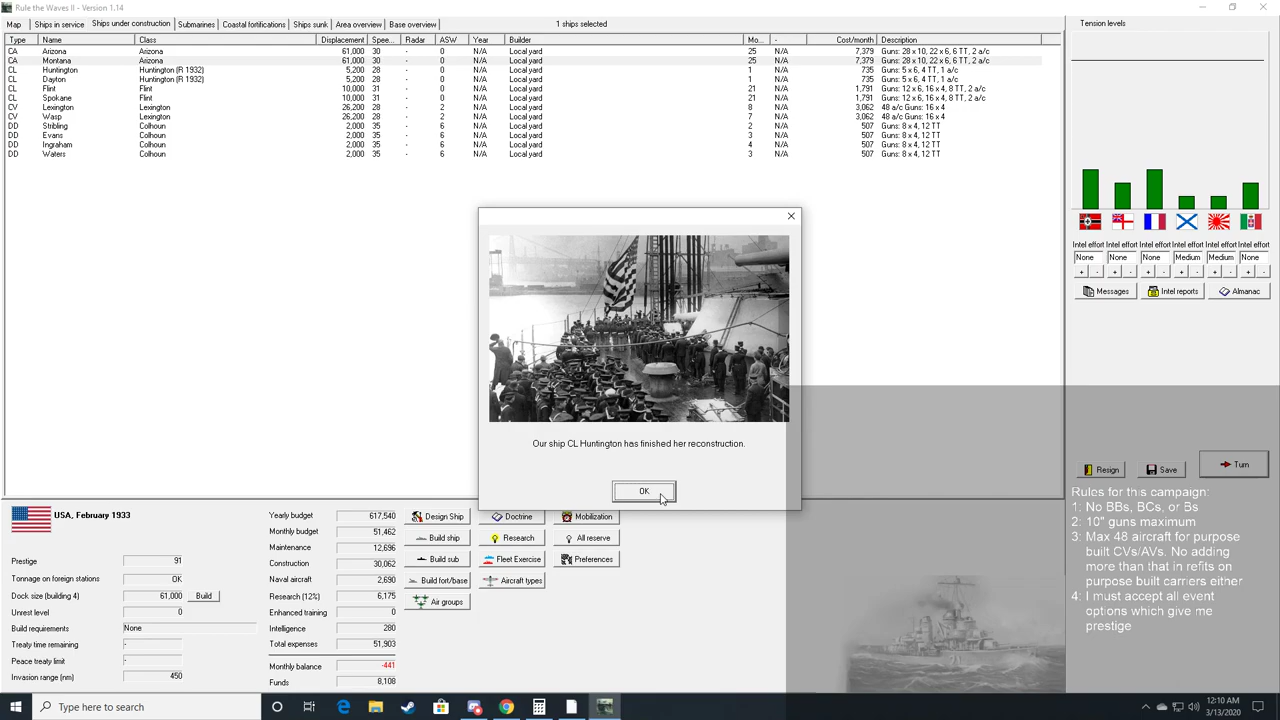 Rule the Waves II - Version 1.14
Map Ships in service Ships under construction Submarines Coastal fortifications Ships sunk Area overview Base overview 1 ships selected
Type Name Class Displacement Spee... Radar ASW Year Builder Mo... - Cost/month Description
CA Arizona Arizona 61,000 30 - 0 N/A Local yard 25 N/A 7,379 Guns: 28 x 10, 22 x 6, 6 TT, 2 a/c
CA Montana Arizona 61,000 30 - 0 N/A Local yard 25 N/A 7,379 Guns: 28 x 10, 22 x 6, 6 TT, 2 a/c
CL Huntington Huntington (R 1932) 5,200 28 - 0 N/A Local yard 1 N/A 735 Guns: 5 x 6, 4 TT, 1 a/c
CL Dayton Huntington (R 1932) 5,200 28 - 0 N/A Local yard 1 N/A 735 Guns: 5 x 6, 4 TT, 1 a/c
CL Flint Flint 10,000 31 - 0 N/A Local yard 21 N/A 1,791 Guns: 12 x 6, 16 x 4, 8 TT, 2 a/c
CL Spokane Flint 10,000 31 - 0 N/A Local yard 21 N/A 1,791 Guns: 12 x 6, 16 x 4, 8 TT, 2 a/c
CV Lexington Lexington 26,200 28 - 2 N/A Local yard 8 N/A 3,062 48 a/c Guns: 16 x 4
CV Wasp Lexington 26,200 28 - 2 N/A Local yard 7 N/A 3,062 48 a/c Guns: 16 x 4
DD Stribling Colhoun 2,000 35 - 6 N/A Local yard 2 N/A 507 Guns: 8 x 4, 12 TT
DD Evans Colhoun 2,000 35 - 6 N/A Local yard 3 N/A 507 Guns: 8 x 4, 12 TT
DD Ingraham Colhoun 2,000 35 - 6 N/A Local yard 4 N/A 507 Guns: 8 x 4, 12 TT
DD Waters Colhoun 2,000 35 - 6 N/A Local yard 3 N/A 507 Guns: 8 x 4, 12 TT
Our ship CL Huntington has finished her reconstruction.
OK
Tension levels
Intel effort Intel effort Intel effort Intel effort Intel effort Intel effort
None None None Medium Medium None
+ - + - + - + - + - + -
Messages Intel reports Almanac
Resign Save Turn
Rules for this campaign:
1: No BBs, BCs, or Bs
2: 10" guns maximum
3: Max 48 aircraft for purpose
built CVs/AVs. No adding
more than that in refits on
purpose built carriers either
4: I must accept all event
options which give me
prestige
USA, February 1933
Prestige 91
Tonnage on foreign stations OK
Dock size (building 4) 61,000 Build
Unrest level 0
Build requirements None
Treaty time remaining -
Peace treaty limit -
Invasion range (nm) 450
Yearly budget 617,540
Monthly budget 51,462
Maintenance 12,696
Construction 30,062
Naval aircraft 2,690
Research (12%) 6,175
Enhanced training 0
Intelligence 280
Total expenses 51,903
Monthly balance -441
Funds 8,108
Design Ship Doctrine Mobilization
Build ship Research All reserve
Build sub Fleet Exercise Preferences
Build fort/base Aircraft types
Air groups
Type here to search
12:10 AM
3/13/2020